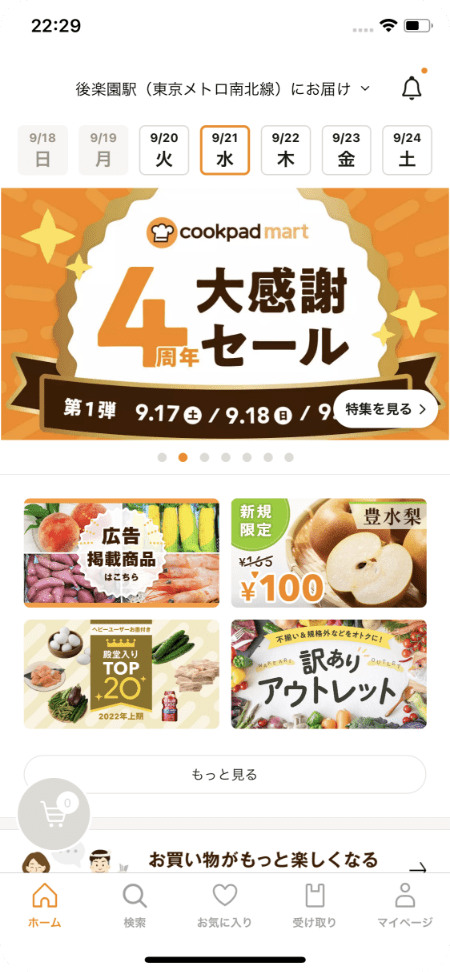 22:29
後楽園駅（東京メトロ南北線）にお届け
9/18 9/19 9/20 9/21 9/22 9/23 9/24
日 月 火 水 木 金 土
cookpad mart
4周年
大感謝
セール
第1弾 9.17土 / 9.18日 /
特集を見る
広告
掲載商品
はこちら
新規
限定
豊水梨
¥165
¥100
ヘビーユーザーお墨付き
殿堂入り
TOP
20
2022年上期
不揃い＆規格外などをオトクに！
訳あり
アウトレット
もっと見る
0
お買い物がもっと楽しくなる
ホーム 検索 お気に入り 受け取り マイページ